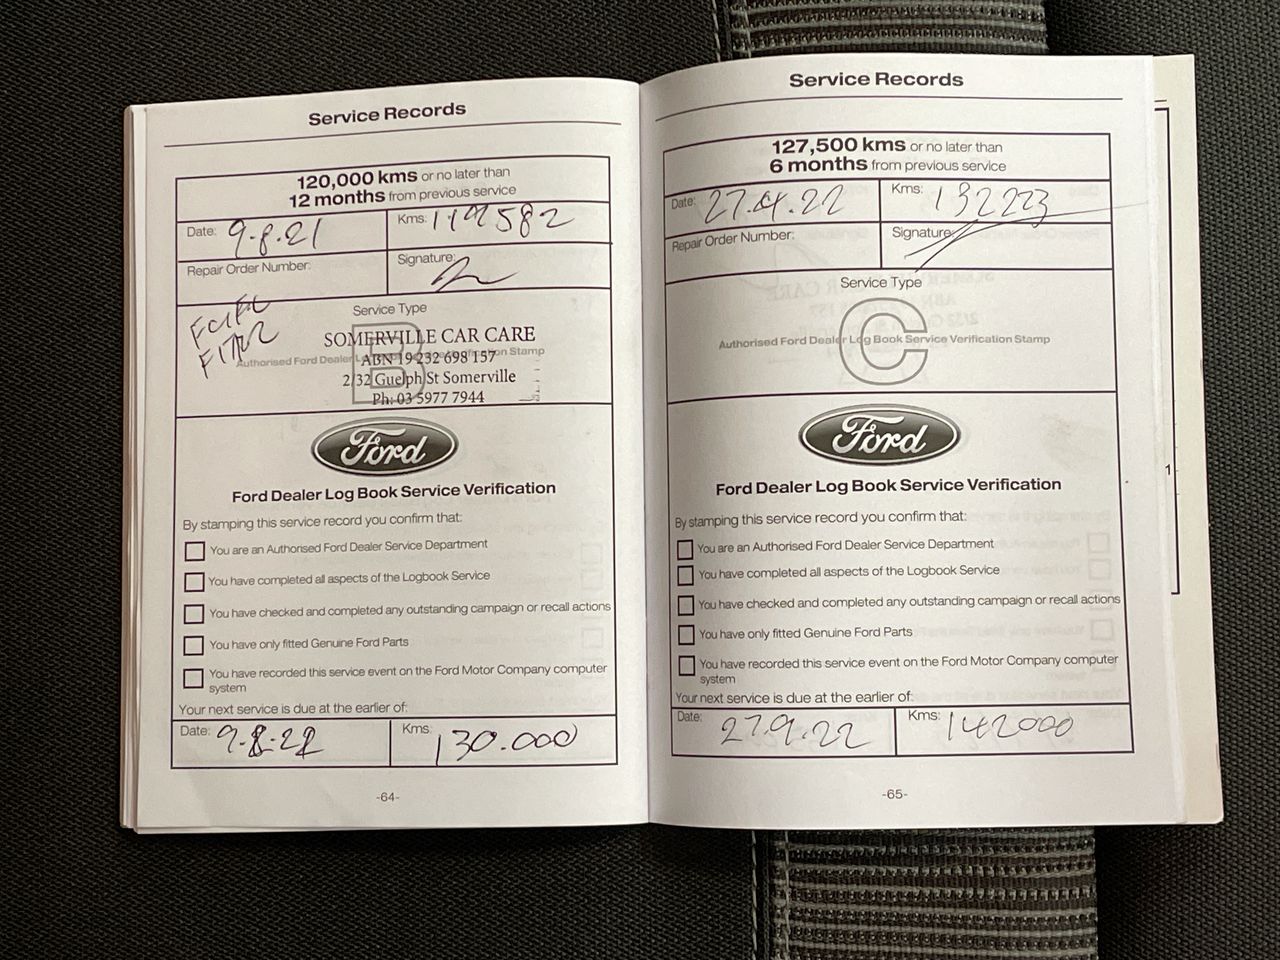 Service Records
120,000 kms or no later than
12 months from previous service
Date: 9.8.21
Kms: 119582
Repair Order Number:
Signature:
Service Type
B
Authorised Ford Dealer Log Book Service Verification Stamp
SOMERVILLE CAR CARE
ABN 19 232 698 157
2/32 Guelph St Somerville
Ph: 03 5977 7944
Ford
Ford Dealer Log Book Service Verification
By stamping this service record you confirm that:
You are an Authorised Ford Dealer Service Department
You have completed all aspects of the Logbook Service
You have checked and completed any outstanding campaign or recall actions
You have only fitted Genuine Ford Parts
You have recorded this service event on the Ford Motor Company computer
system
Your next service is due at the earlier of:
Date: 9.8.22
Kms: 130.000
-64-
Service Records
127,500 kms or no later than
6 months from previous service
Date: 27.4.22
Kms: 132223
Repair Order Number:
Signature:
Service Type
C
Authorised Ford Dealer Log Book Service Verification Stamp
Ford
Ford Dealer Log Book Service Verification
By stamping this service record you confirm that:
You are an Authorised Ford Dealer Service Department
You have completed all aspects of the Logbook Service
You have checked and completed any outstanding campaign or recall actions
You have only fitted Genuine Ford Parts
You have recorded this service event on the Ford Motor Company computer
system
Your next service is due at the earlier of:
Date: 27.9.22
Kms: 142000
-65-
1